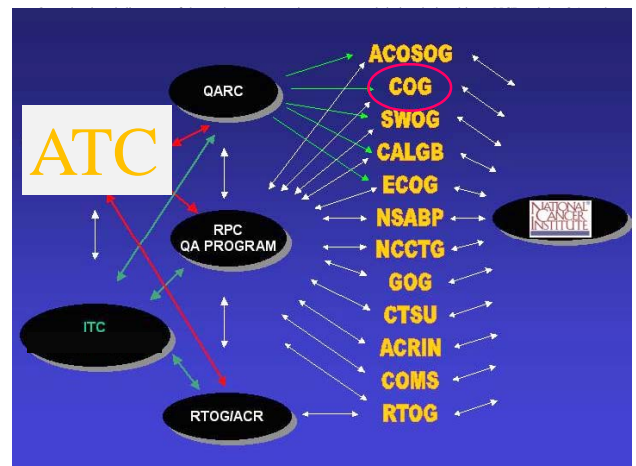 ACOSOG
QARC
COG
SWOG
ATC
CALGB
ECOG
NSABP
NATIONAL
CANCER
INSTITUTE
RPC
QA PROGRAM
NCCTG
GOG
CTSU
ITC
ACRIN
COMS
RTOG/ACR
RTOG